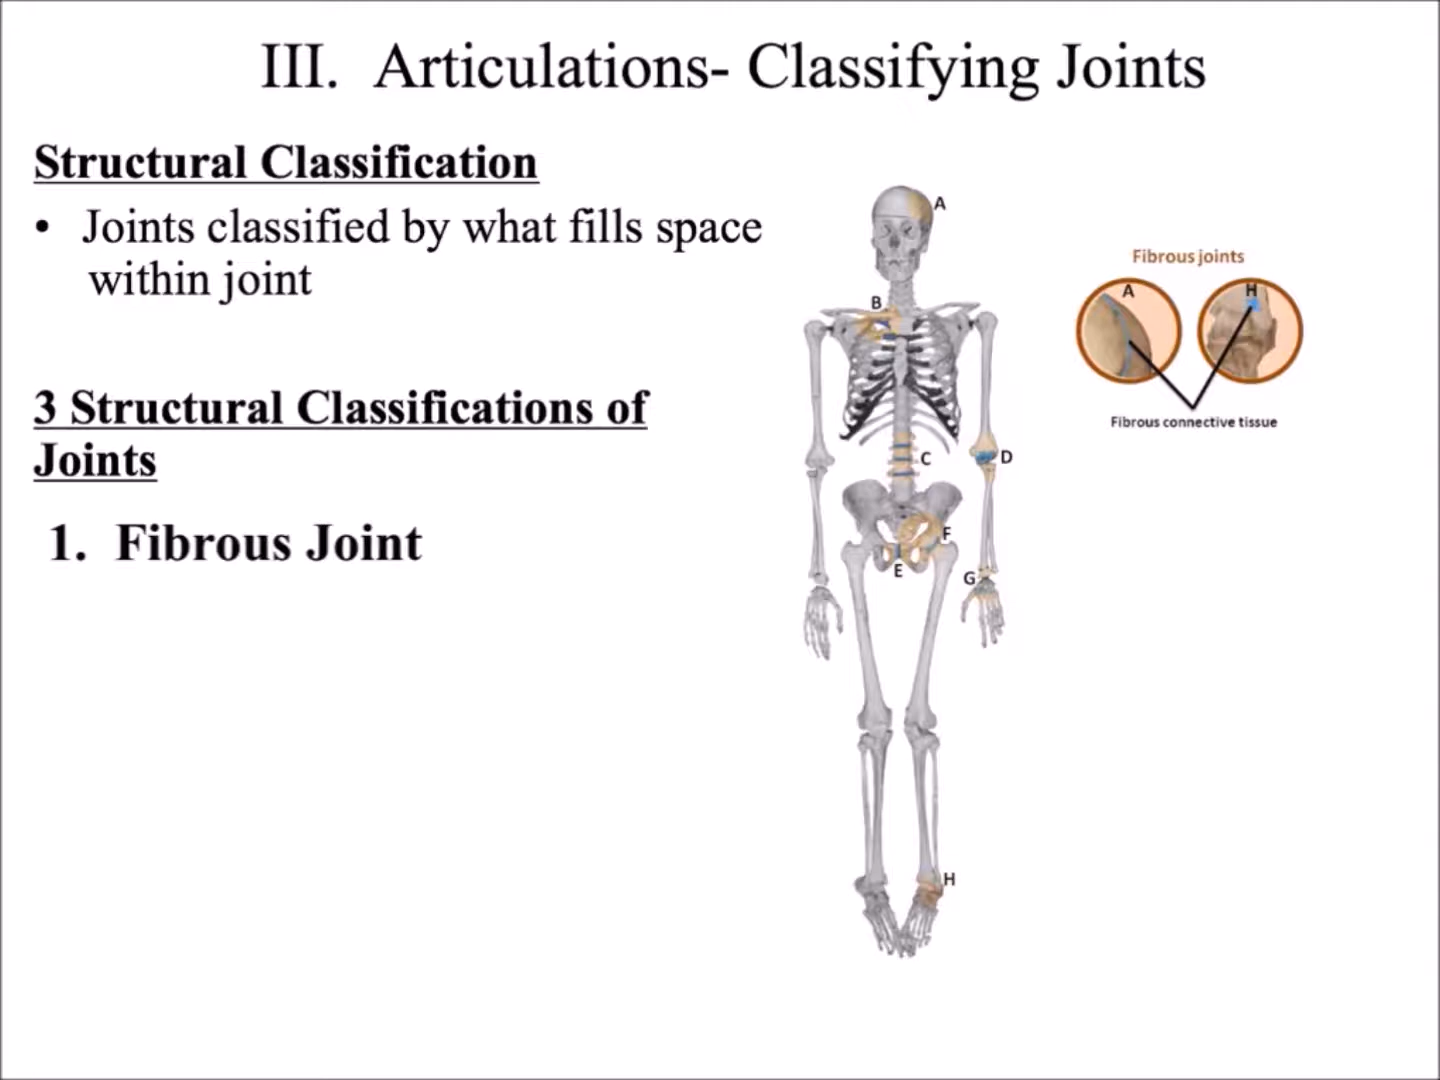 III. Articulations- Classifying Joints
Structural Classification
• Joints classified by what fills space
within joint
3 Structural Classifications of
Joints
1. Fibrous Joint
A
B
C
D
E
F
G
H
Fibrous joints
A
H
Fibrous connective tissue